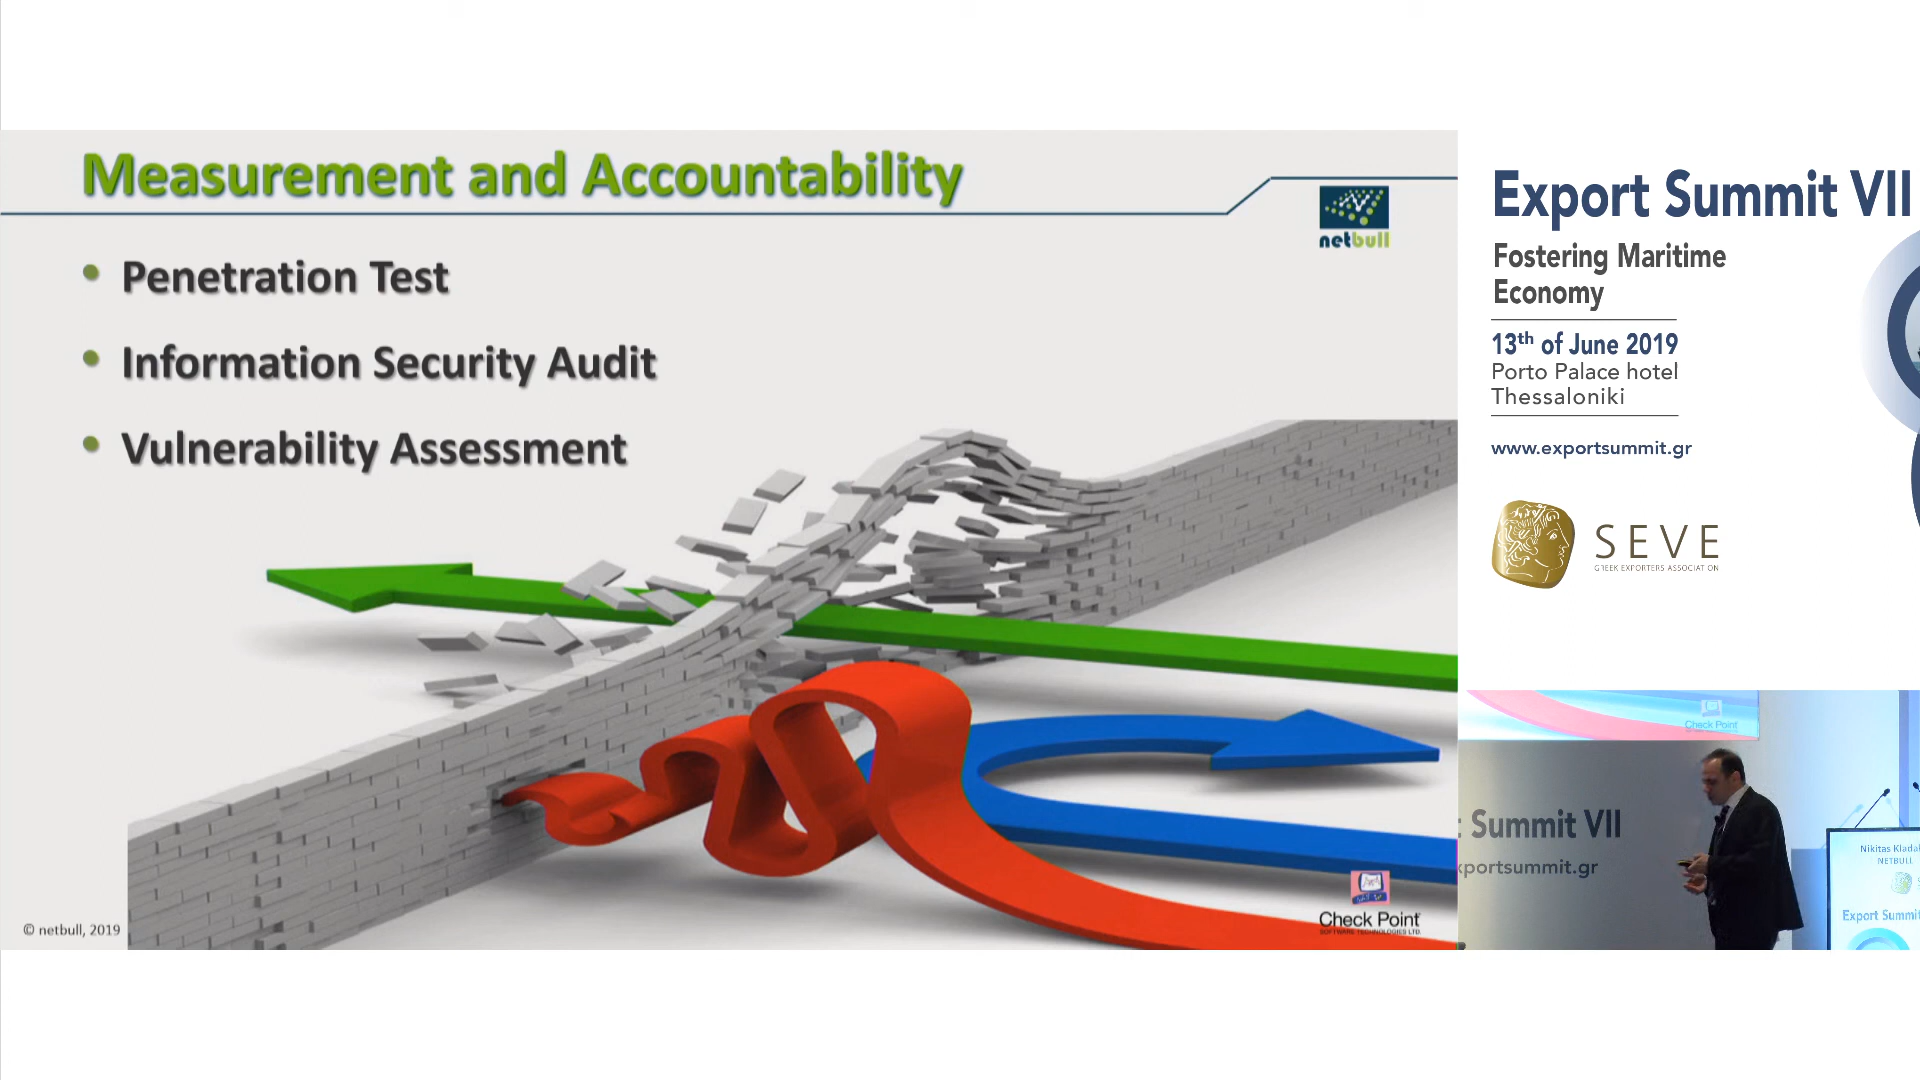 Measurement and Accountability
netbull
• Penetration Test
• Information Security Audit
• Vulnerability Assessment
© netbull, 2019
Check Point
SOFTWARE TECHNOLOGIES LTD.
Export Summit VII
Fostering Maritime
Economy
13th of June 2019
Porto Palace hotel
Thessaloniki
www.exportsummit.gr
SEVE
GREEK EXPORTERS ASSOCIATION
Check Point
Summit VII
xportsummit.gr
Nikitas
NETBULL
Export Summit